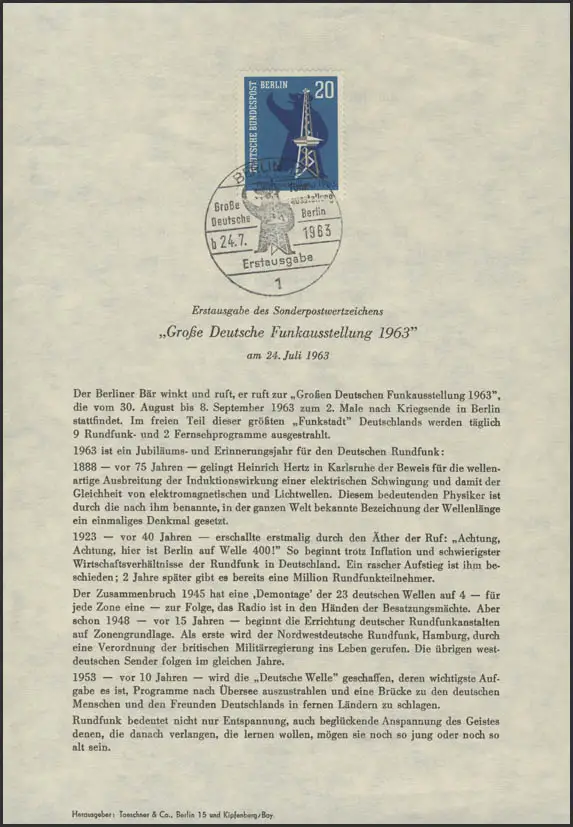 DEUTSCHE BUNDESPOST
BERLIN
20
BERLIN
Große
Deutsche
ausstellung
Berlin
b 24.7.
1963
Erstausgabe
1
Erstausgabe des Sonderpostwertzeichens
„Große Deutsche Funkausstellung 1963”
am 24. Juli 1963
Der Berliner Bär winkt und ruft, er ruft zur „Großen Deutschen Funkausstellung 1963”,
die vom 30. August bis 8. September 1963 zum 2. Male nach Kriegsende in Berlin
stattfindet. Im freien Teil dieser größten „Funkstadt” Deutschlands werden täglich
9 Rundfunk- und 2 Fernsehprogramme ausgestrahlt.
1963 ist ein Jubiläums- und Erinnerungsjahr für den Deutschen Rundfunk:
1888 — vor 75 Jahren — gelingt Heinrich Hertz in Karlsruhe der Beweis für die wellen-
artige Ausbreitung der Induktionswirkung einer elektrischen Schwingung und damit der
Gleichheit von elektromagnetischen und Lichtwellen. Diesem bedeutenden Physiker ist
durch die nach ihm benannte, in der ganzen Welt bekannte Bezeichnung der Wellenlänge
ein einmaliges Denkmal gesetzt.
1923 — vor 40 Jahren — erschallte erstmalig durch den Äther der Ruf: „Achtung,
Achtung, hier ist Berlin auf Welle 400!” So beginnt trotz Inflation und schwierigster
Wirtschaftsverhältnisse der Rundfunk in Deutschland. Ein rascher Aufstieg ist ihm be-
schieden; 2 Jahre später gibt es bereits eine Million Rundfunkteilnehmer.
Der Zusammenbruch 1945 hat eine ‚Demontage’ der 23 deutschen Wellen auf 4 — für
jede Zone eine — zur Folge, das Radio ist in den Händen der Besatzungsmächte. Aber
schon 1948 — vor 15 Jahren — beginnt die Errichtung deutscher Rundfunkanstalten
auf Zonengrundlage. Als erste wird der Nordwestdeutsche Rundfunk, Hamburg, durch
eine Verordnung der britischen Militärregierung ins Leben gerufen. Die übrigen west-
deutschen Sender folgen im gleichen Jahre.
1953 — vor 10 Jahren — wird die „Deutsche Welle” geschaffen, deren wichtigste Auf-
gabe es ist, Programme nach Übersee auszustrahlen und eine Brücke zu den deutschen
Menschen und den Freunden Deutschlands in fernen Ländern zu schlagen.
Rundfunk bedeutet nicht nur Entspannung, auch beglückende Anspannung des Geistes
denen, die danach verlangen, die lernen wollen, mögen sie noch so jung oder noch so
alt sein.
Herausgeber: Taeschner & Co., Berlin 15 und Kipfenberg/Bay.